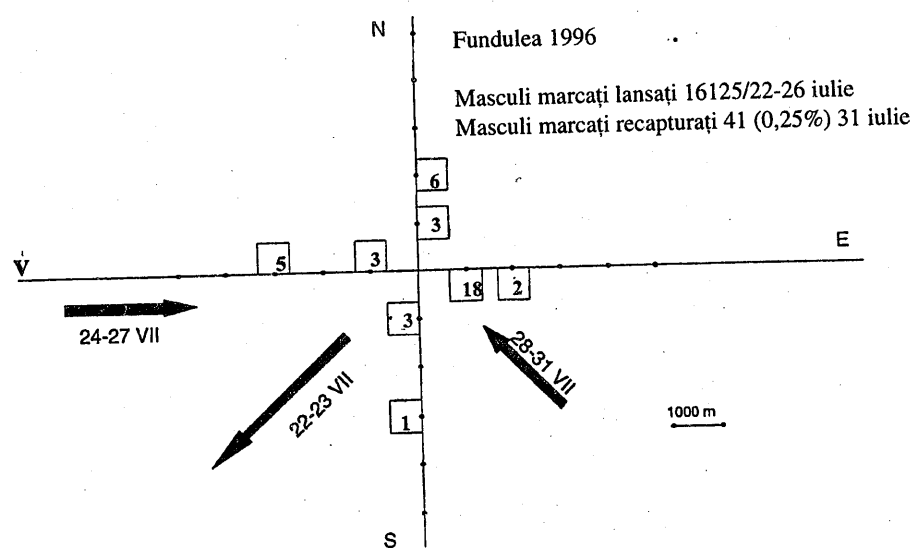 N
Fundulea 1996
Masculi marcați lansați 16125/22-26 iulie
Masculi marcați recapturați 41 (0,25%) 31 iulie
6
3
E
V
5
3
18
2
24-27 VII
3
28-31 VII
22-23 VII
1
1000 m
S